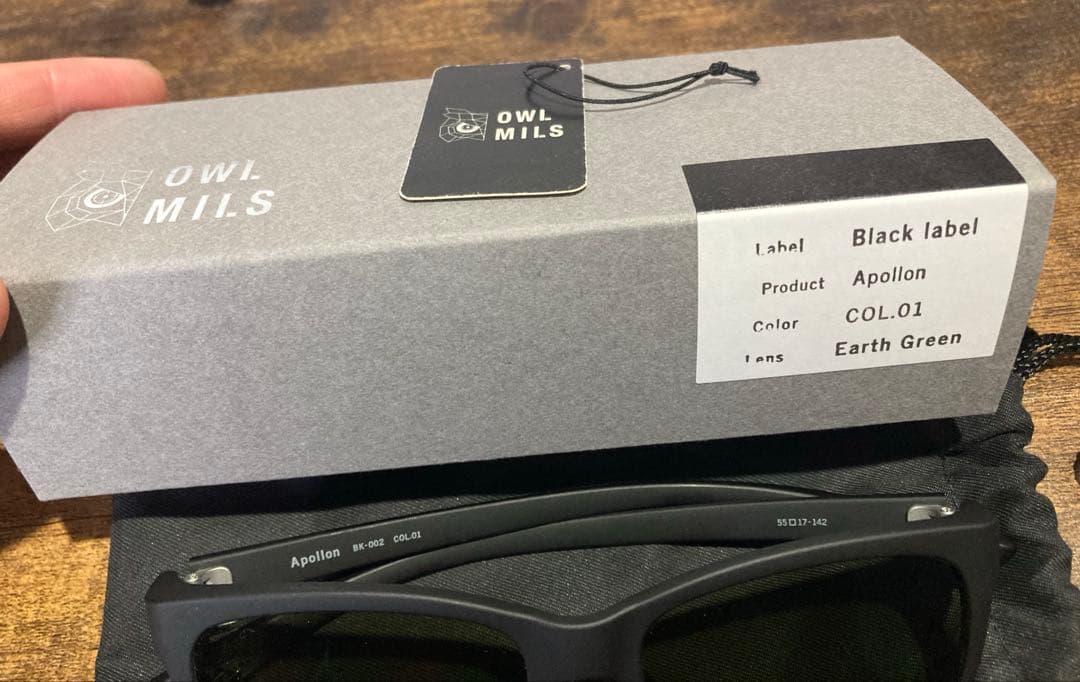 OWL
MILS
OWL
MILS
Label Black label
Product Apollon
Color COL.01
Lens Earth Green
Apollon BK-002 COL.01
55□17-142